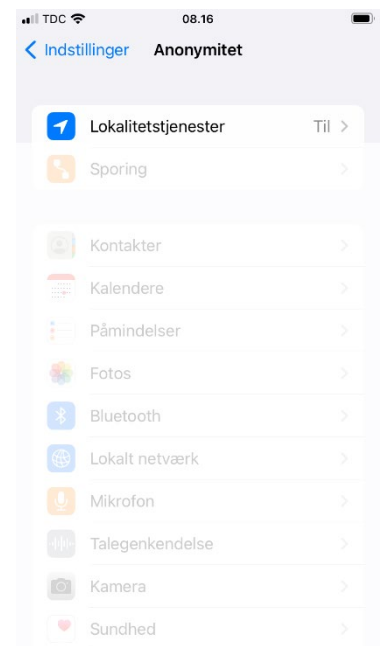 TDC 08.16
Indstillinger Anonymitet
Lokalitetstjenester Til
Sporing
Kontakter
Kalendere
Påmindelser
Fotos
Bluetooth
Lokalt netværk
Mikrofon
Talegenkendelse
Kamera
Sundhed